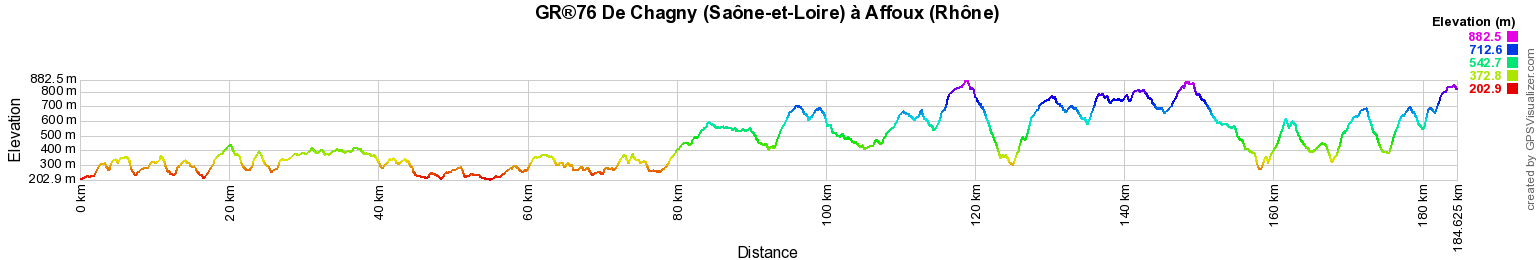 GR®76 De Chagny (Saône-et-Loire) à Affoux (Rhône)
Elevation (m)
882.5
712.6
542.7
372.8
202.9
882.5 m
800 m
700 m
600 m
500 m
400 m
300 m
202.9 m
Elevation
0 km
20 km
40 km
60 km
80 km
100 km
120 km
140 km
160 km
180 km
184.625 km
Distance
created by GPSVisualizer.com